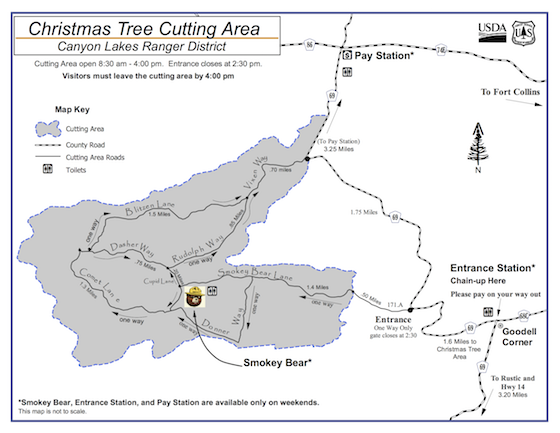 Christmas Tree Cutting Area
Canyon Lakes Ranger District
Cutting Area open 8:30 am - 4:00 pm. Entrance closes at 2:30 pm.
Visitors must leave the cutting area by 4:00 pm
USDA
86
74E
$ Pay Station*
To Fort Collins
69
Map Key
Cutting Area
County Road
Cutting Area Roads
Toilets
(To Pay Station)
3.25 Miles
N
Vixen Way
.70 miles
Blitzen Lane
1.5 Miles
one way
Dasher Way
.75 Miles
Rudolph Way
one way
1.75 Miles
69
Comet Lane
1.3 Miles
one way
Cupid Lane
Smokey Bear Lane
1.4 Miles
one way
.50 Miles
171.A
Dunner Way
one way
one way
Entrance
One Way Only
gate closes at 2:30
Entrance Station*
Chain-up Here
Please pay on your way out
69
68C
Goodell
Corner
1.6 Miles to
Christmas Tree
Area
69
Smokey Bear*
To Rustic and
Hwy 14
3.20 Miles
69
*Smokey Bear, Entrance Station, and Pay Station are available only on weekends.
This map is not to scale.